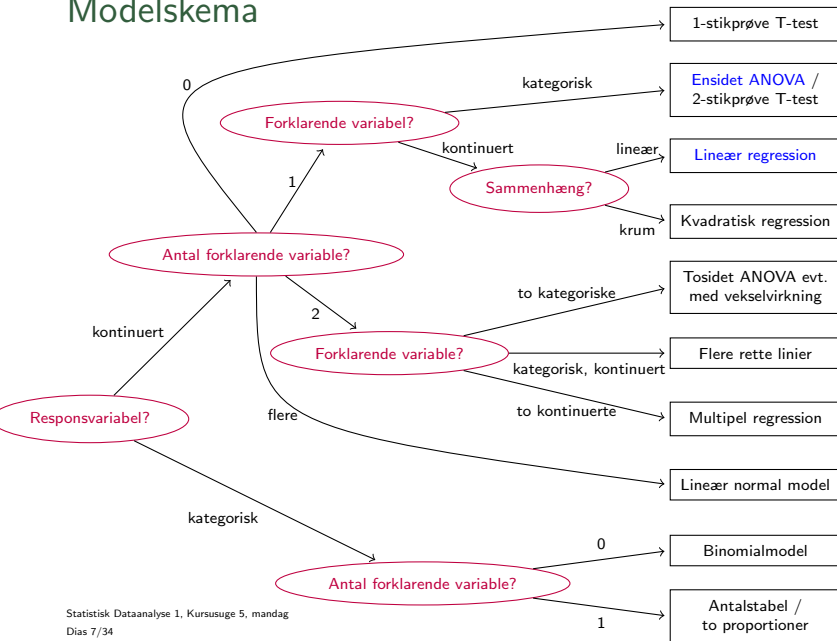 Modelskema
1-stikprøve T-test
0
kategorisk
Ensidet ANOVA /
2-stikprøve T-test
Forklarende variabel?
kontinuert
lineær
Lineær regression
1
Sammenhæng?
krum
Kvadratisk regression
Antal forklarende variable?
to kategoriske
Tosidet ANOVA evt.
med vekselvirkning
2
kontinuert
Forklarende variable?
Flere rette linier
kategorisk, kontinuert
Responsvariabel?
flere
to kontinuerte
Multipel regression
Lineær normal model
kategorisk
0
Binomialmodel
Antal forklarende variable?
1
Antalstabel /
to proportioner
Statistisk Dataanalyse 1, Kursusuge 5, mandag
Dias 7/34